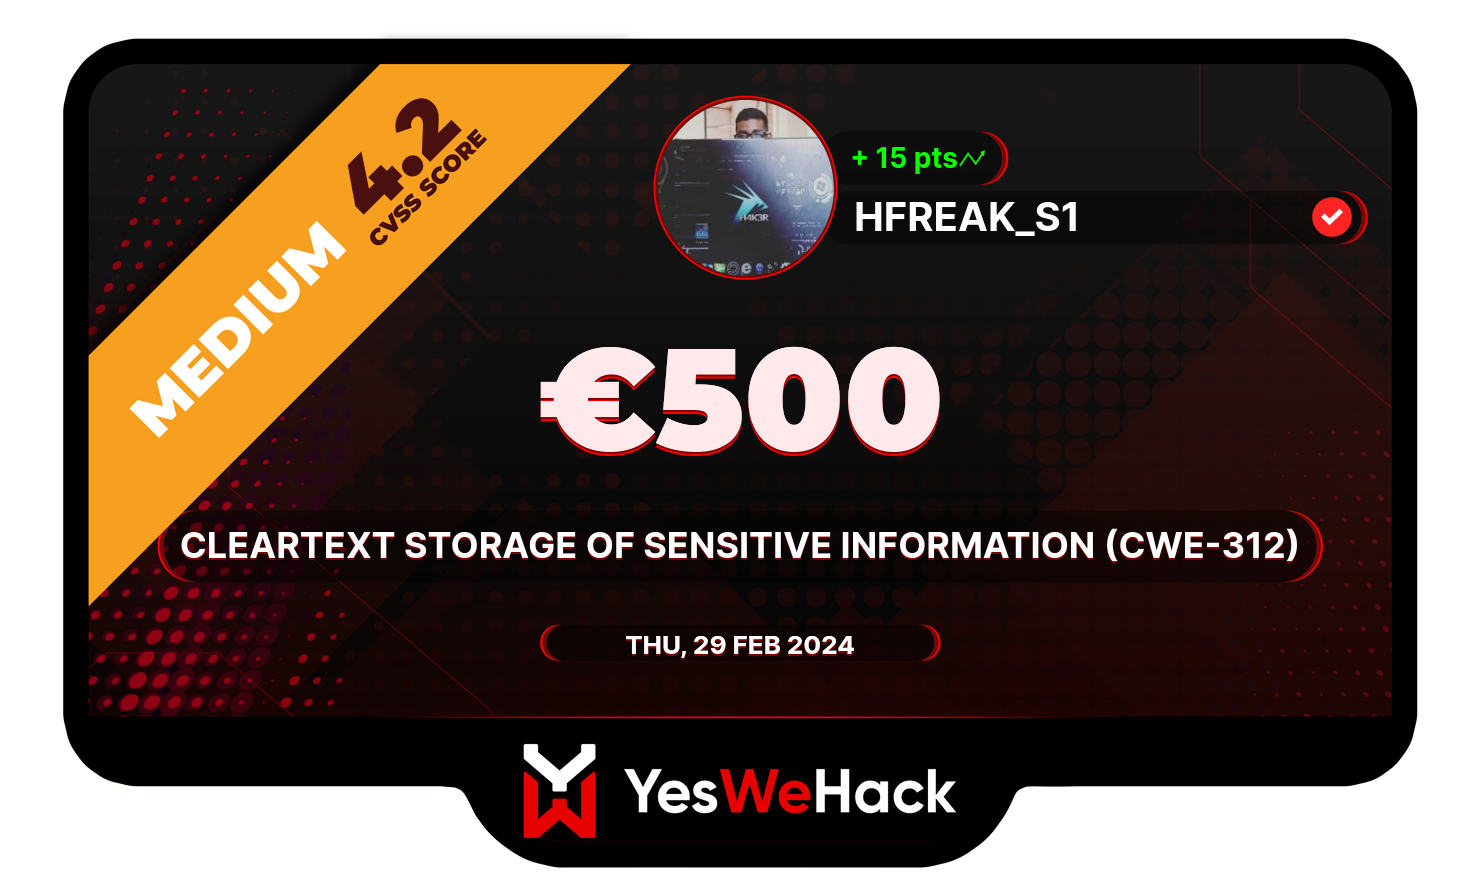 4.2
CVSS SCORE
MEDIUM
+ 15 pts
HFREAK_S1
H4K3R
€500
CLEARTEXT STORAGE OF SENSITIVE INFORMATION (CWE-312)
THU, 29 FEB 2024
YesWeHack